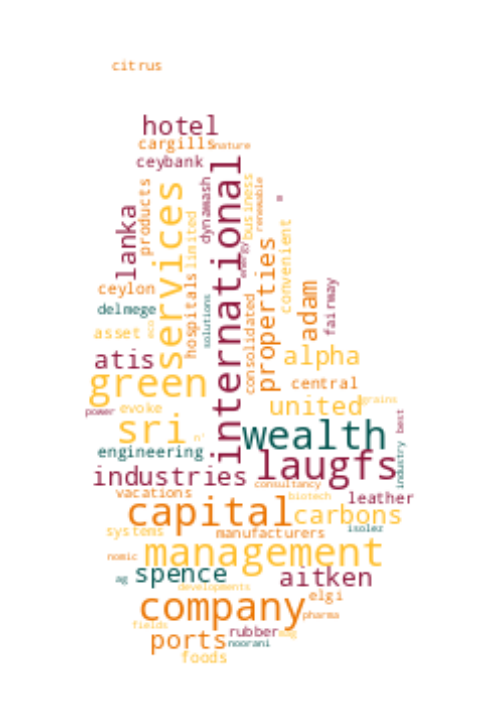 citrus
hotel
cargills
nature
ceybank
international
services
products
lanka
dynamash
business
renewable
limited
convenient
energy
properties
hospitals
ceylon
delmege
solutions
consolidated
adam
fairway
asset
eco
atis
alpha
green
central
power
evoke
united
grains
best
sri
n'
wealth
engineering
laugfs
industry
industries
consultancy
vacations
biotech
leather
capital
carbons
isolez
systems
manufacturers
management
nomic
ag
spence
aitken
developments
elgi
company
pharma
fields
ports
rubber
noorani
foods